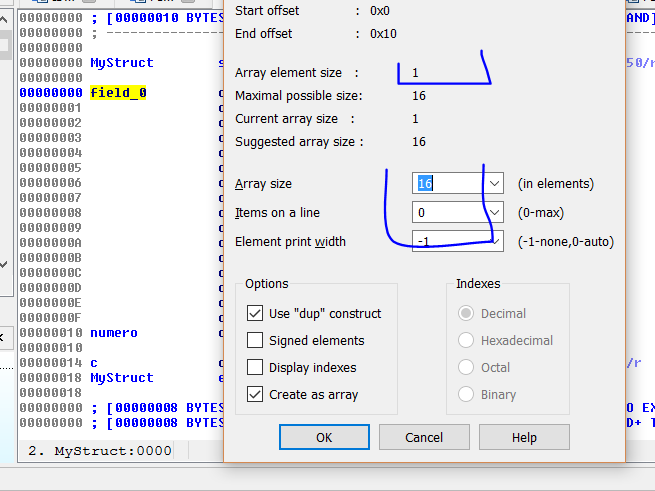 00000000 ; [00000010 BYTES
Start offset : 0x0
AND]
00000000 ; ---------------
End offset : 0x10
00000000
00000000 MyStruct s
50/r
00000000
Array element size : 1
00000000 field_0
Maximal possible size: 16
00000001
Current array size : 1
00000002
Suggested array size : 16
00000003
00000004
00000005
00000006
Array size 16 (in elements)
00000007
00000008
Items on a line 0 (0-max)
00000009
0000000A
Element print width -1 (-1-none,0-auto)
0000000B
0000000C
0000000D
Options Indexes
0000000E
0000000F
Use "dup" construct Decimal
00000010 numero
Signed elements Hexadecimal
00000010
00000014 c
/r
Display indexes Octal
00000018 MyStruct e
00000018
Create as array Binary
00000000 ; [00000008 BYTES
O EX
00000000 ; [00000008 BYTES
D+ T
OK Cancel Help
2. MyStruct:0000